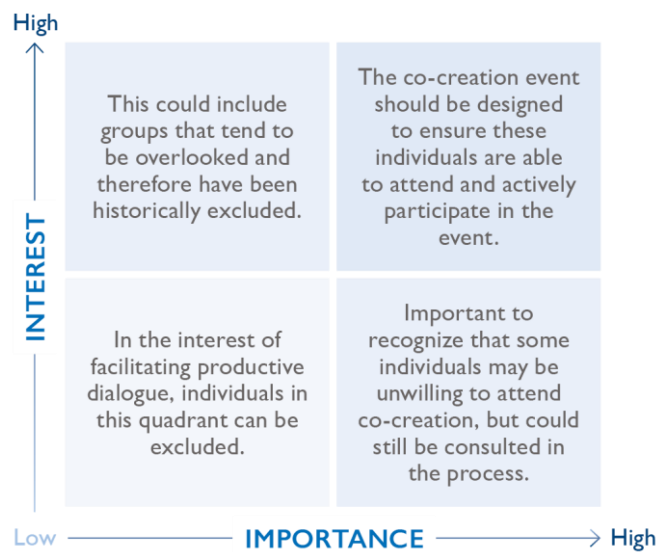 High
This could include
groups that tend to
be overlooked and
therefore have been
historically excluded.
The co-creation event
should be designed
to ensure these
individuals are able
to attend and actively
participate in the
event.
INTEREST
In the interest of
facilitating productive
dialogue, individuals in
this quadrant can be
excluded.
Important to
recognize that some
individuals may be
unwilling to attend
co-creation, but could
still be consulted in
the process.
Low
IMPORTANCE
High